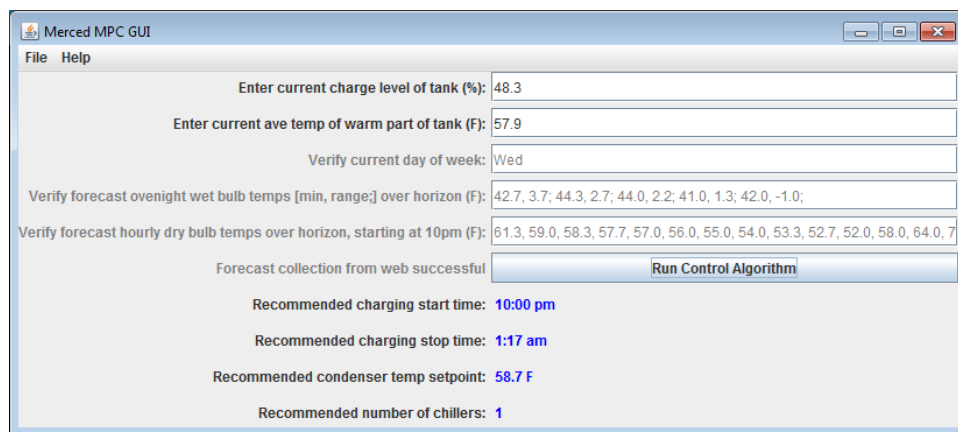 Merced MPC GUI
File Help
Enter current charge level of tank (%): 48.3
Enter current ave temp of warm part of tank (F): 57.9
Verify current day of week: Wed
Verify forecast ovenight wet bulb temps [min, range;] over horizon (F): 42.7, 3.7; 44.3, 2.7; 44.0, 2.2; 41.0, 1.3; 42.0, -1.0;
Verify forecast hourly dry bulb temps over horizon, starting at 10pm (F): 61.3, 59.0, 58.3, 57.7, 57.0, 56.0, 55.0, 54.0, 53.3, 52.7, 52.0, 58.0, 64.0, 7
Forecast collection from web successful Run Control Algorithm
Recommended charging start time: 10:00 pm
Recommended charging stop time: 1:17 am
Recommended condenser temp setpoint: 58.7 F
Recommended number of chillers: 1